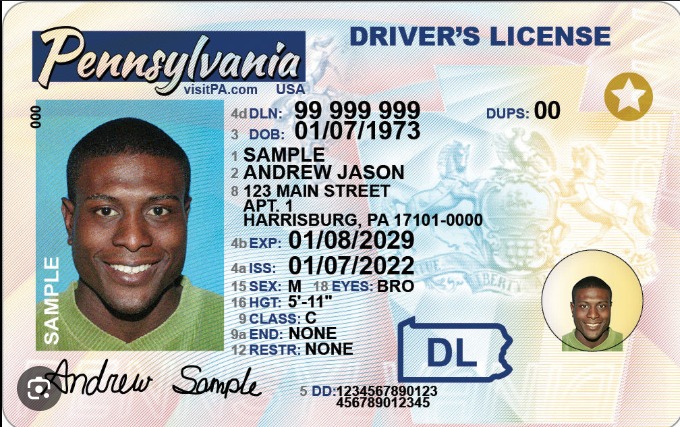 Pennsylvania
visitPA.com USA
DRIVER'S LICENSE
000
SAMPLE
4d DLN: 99 999 999 DUPS: 00
3 DOB: 01/07/1973
1 SAMPLE
2 ANDREW JASON
8 123 MAIN STREET
APT. 1
HARRISBURG, PA 17101-0000
4b EXP: 01/08/2029
4a ISS: 01/07/2022
15 SEX: M 18 EYES: BRO
16 HGT: 5'-11"
9 CLASS: C
9a END: NONE
12 RESTR: NONE
DL
Andrew Sample
5 DD: 1234567890123
456789012345